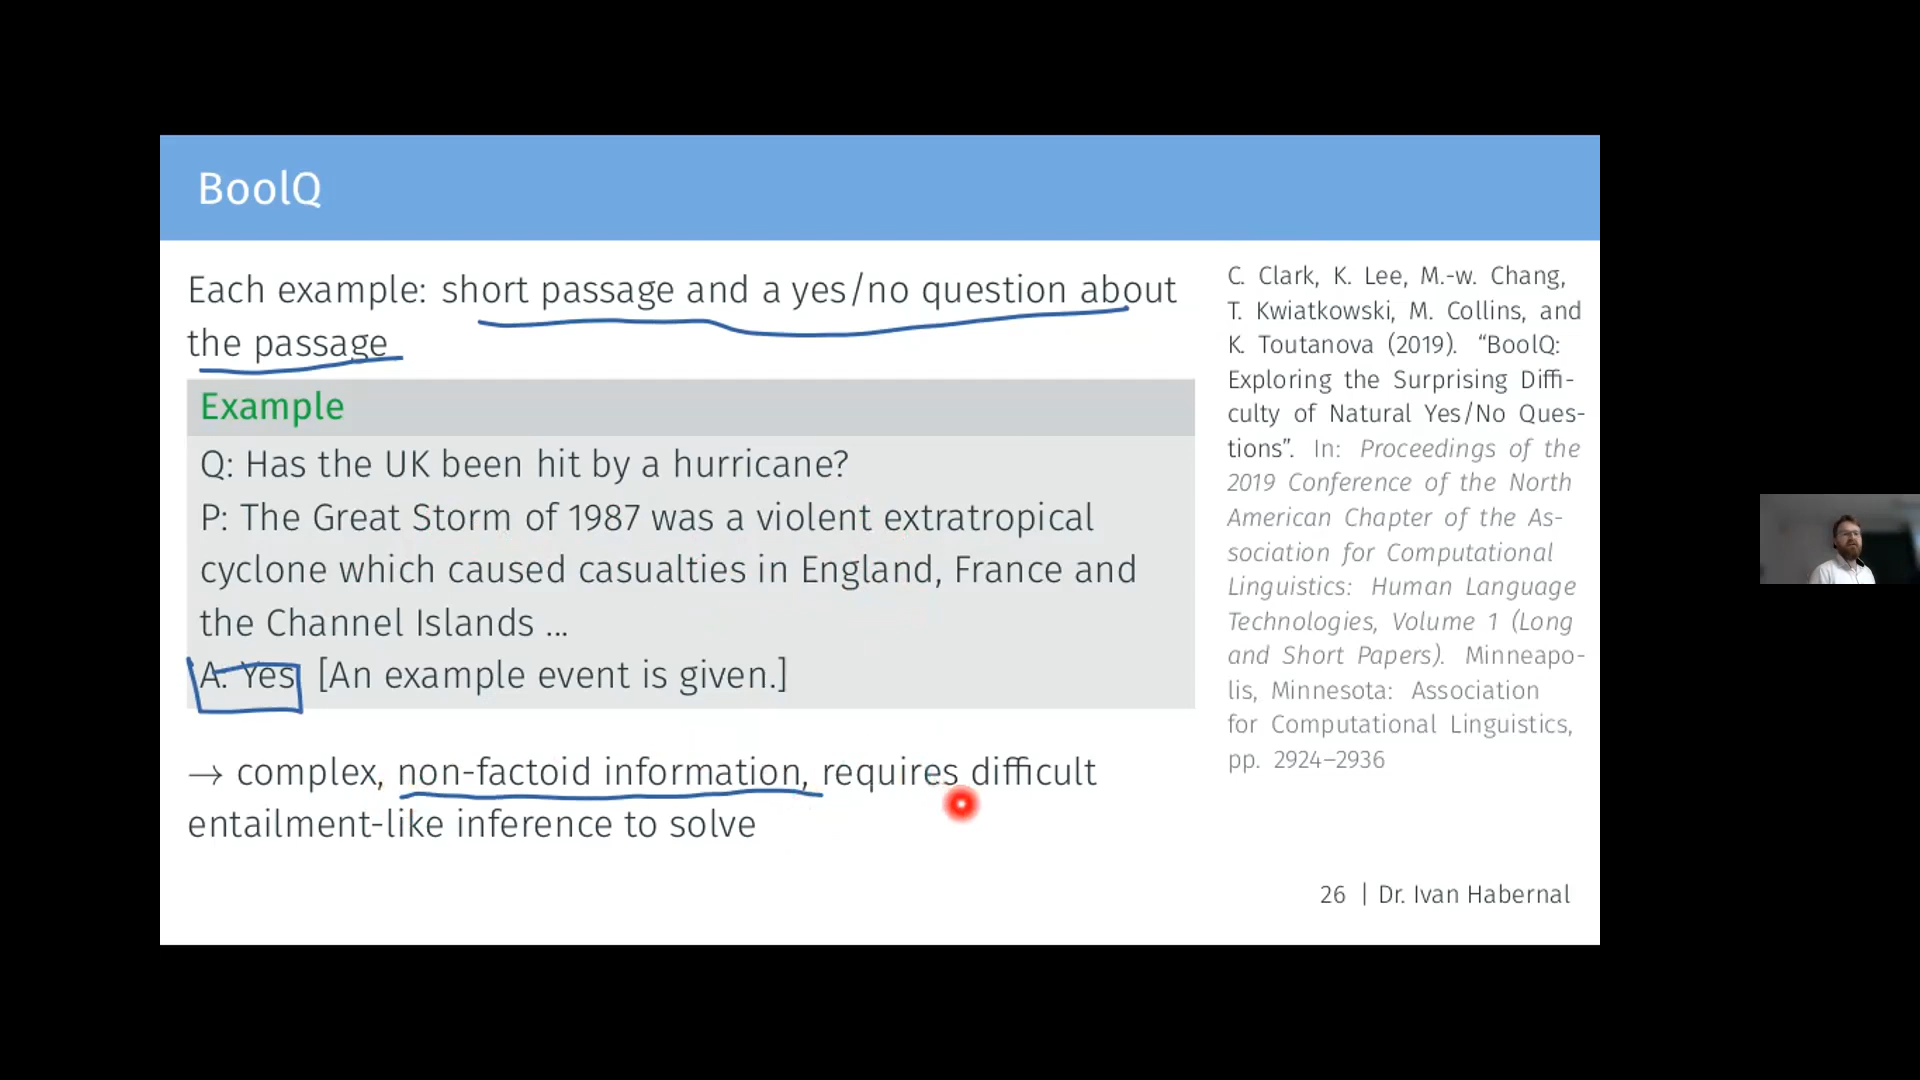 BoolQ
Each example: short passage and a yes/no question about
the passage
Example
Q: Has the UK been hit by a hurricane?
P: The Great Storm of 1987 was a violent extratropical
cyclone which caused casualties in England, France and
the Channel Islands ...
A: Yes. [An example event is given.]
→ complex, non-factoid information, requires difficult
entailment-like inference to solve
C. Clark, K. Lee, M.-w. Chang,
T. Kwiatkowski, M. Collins, and
K. Toutanova (2019). “BoolQ:
Exploring the Surprising Diffi-
culty of Natural Yes/No Ques-
tions”. In: Proceedings of the
2019 Conference of the North
American Chapter of the As-
sociation for Computational
Linguistics: Human Language
Technologies, Volume 1 (Long
and Short Papers). Minneapo-
lis, Minnesota: Association
for Computational Linguistics,
pp. 2924–2936
26 | Dr. Ivan Habernal